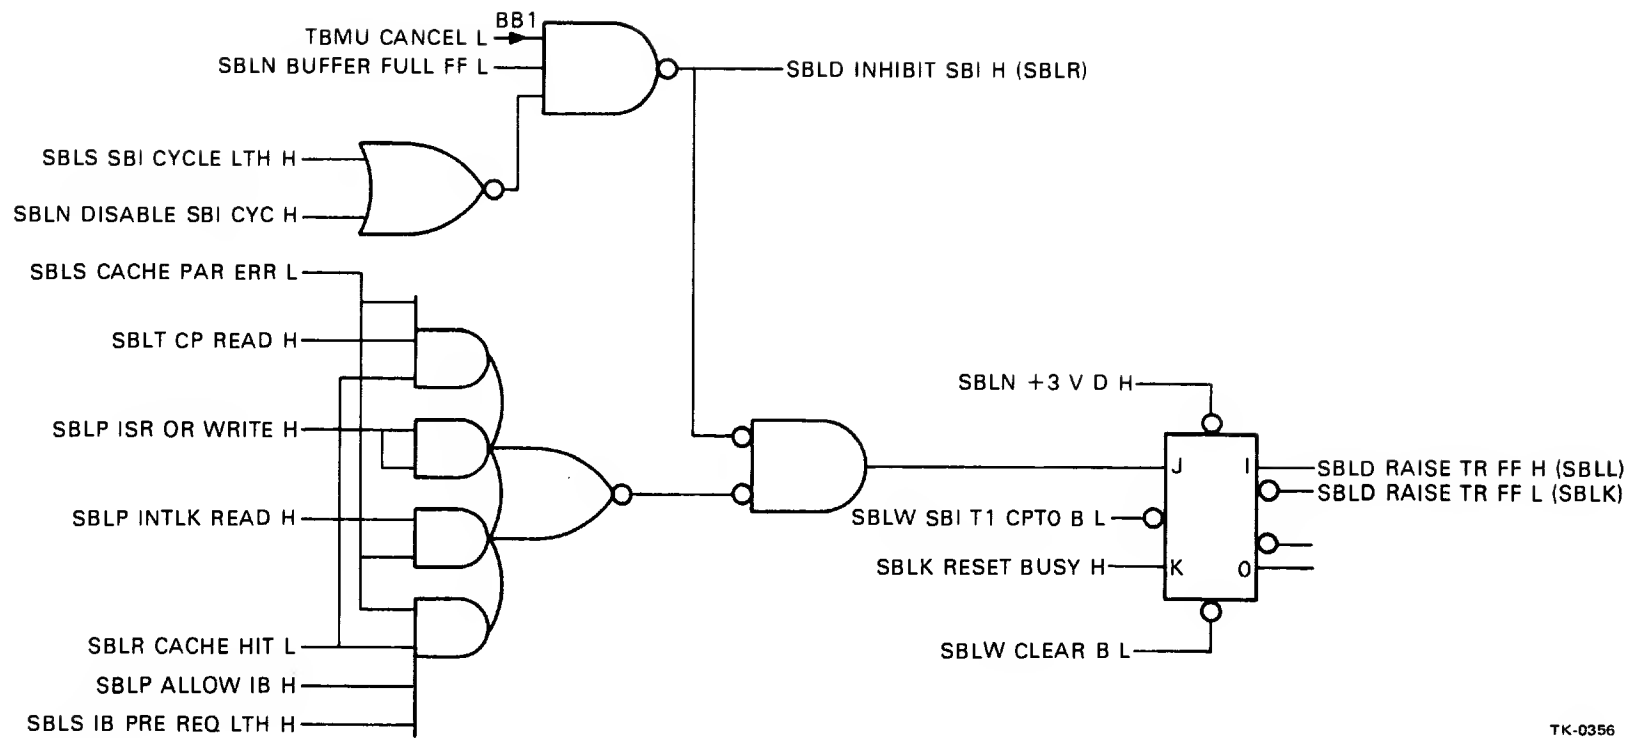 BB1
TBMU CANCEL L
SBLN BUFFER FULL FF L
SBLD INHIBIT SBI H (SBLR)
SBLS SBI CYCLE LTH H
SBLN DISABLE SBI CYC H
SBLS CACHE PAR ERR L
SBLT CP READ H
SBLN +3 V D H
SBLP ISR OR WRITE H
J 1 SBLD RAISE TR FF H (SBLL)
SBLD RAISE TR FF L (SBLK)
SBLP INTLK READ H
SBLW SBI T1 CPT0 B L
SBLK RESET BUSY H K 0
SBLR CACHE HIT L
SBLW CLEAR B L
SBLP ALLOW IB H
SBLS IB PRE REQ LTH H
TK-0356